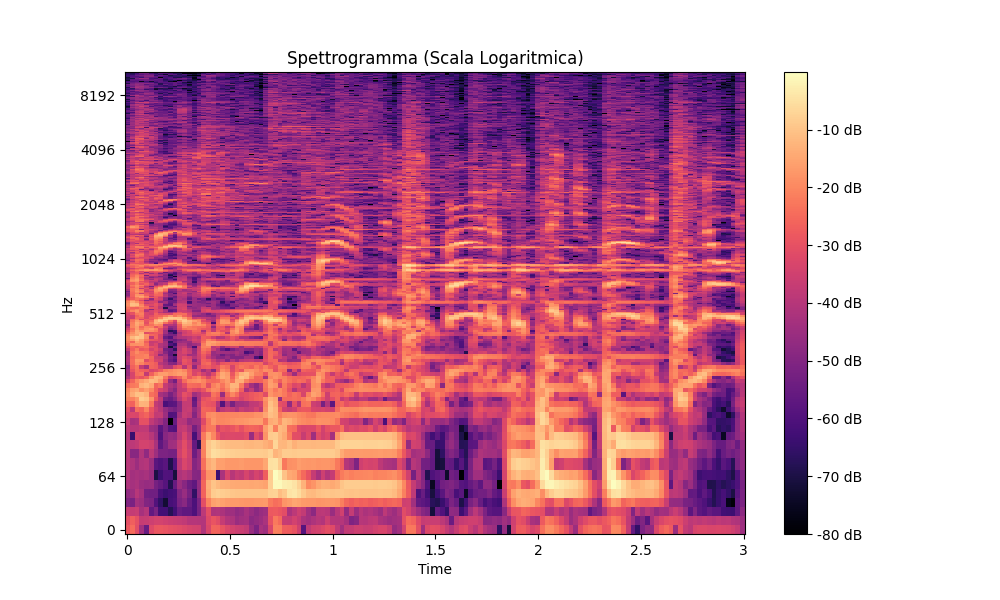 Spettrogramma (Scala Logaritmica)
8192
4096
2048
1024
512
256
128
64
0
Hz
0
0.5
1
1.5
2
2.5
3
Time
-10 dB
-20 dB
-30 dB
-40 dB
-50 dB
-60 dB
-70 dB
-80 dB